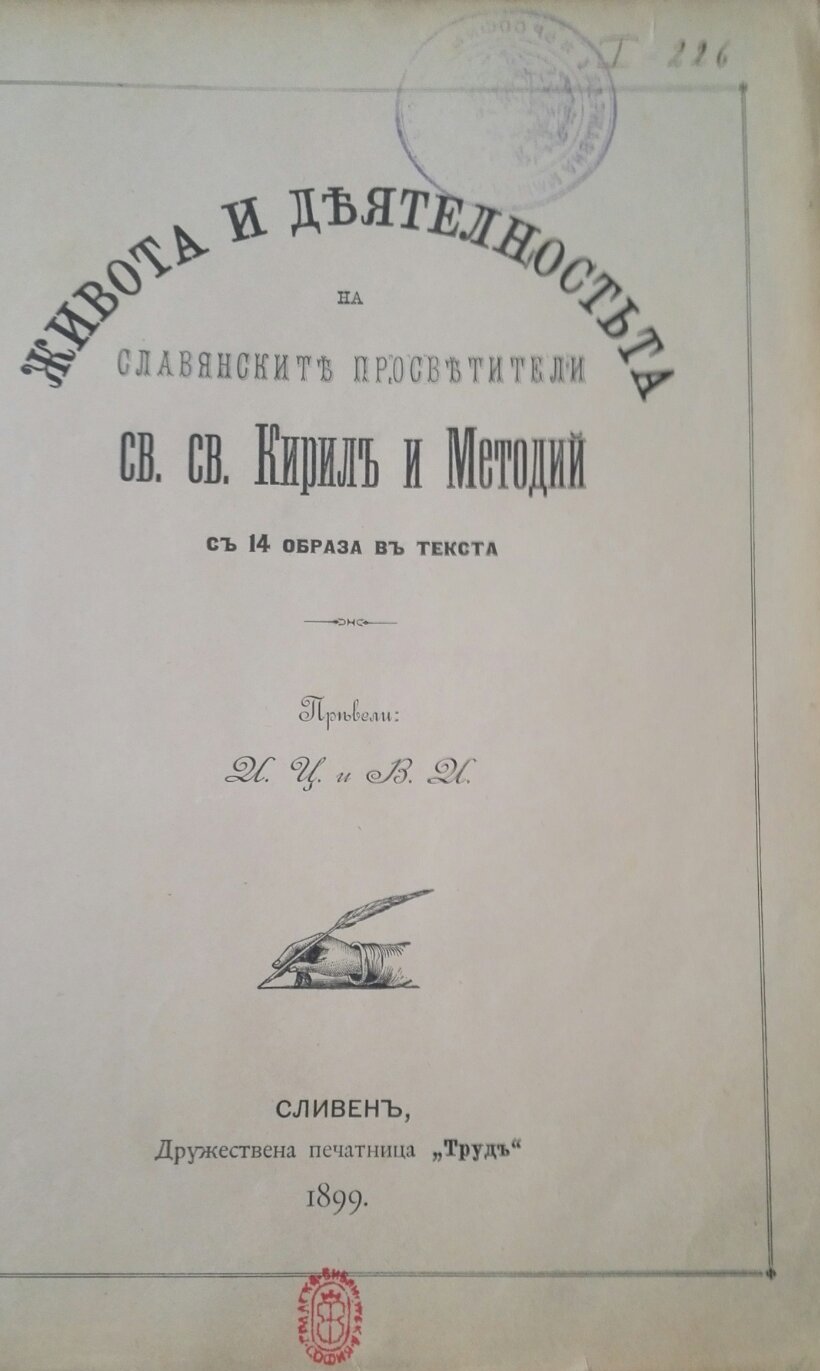 I 226
ЖИВОТА И ДѢЯТЕЛНОСТЬТА
НА
СЛАВЯНСКИТѢ ПРОСВѢТИТЕЛИ
СВ. СВ. Кирилъ и Методий
СЪ 14 ОБРАЗА ВЪ ТЕКСТА
Прѣвели:
И. Ц. и В. И.
СЛИВЕНЪ,
Дружествена печатница „Трудъ“
1899.